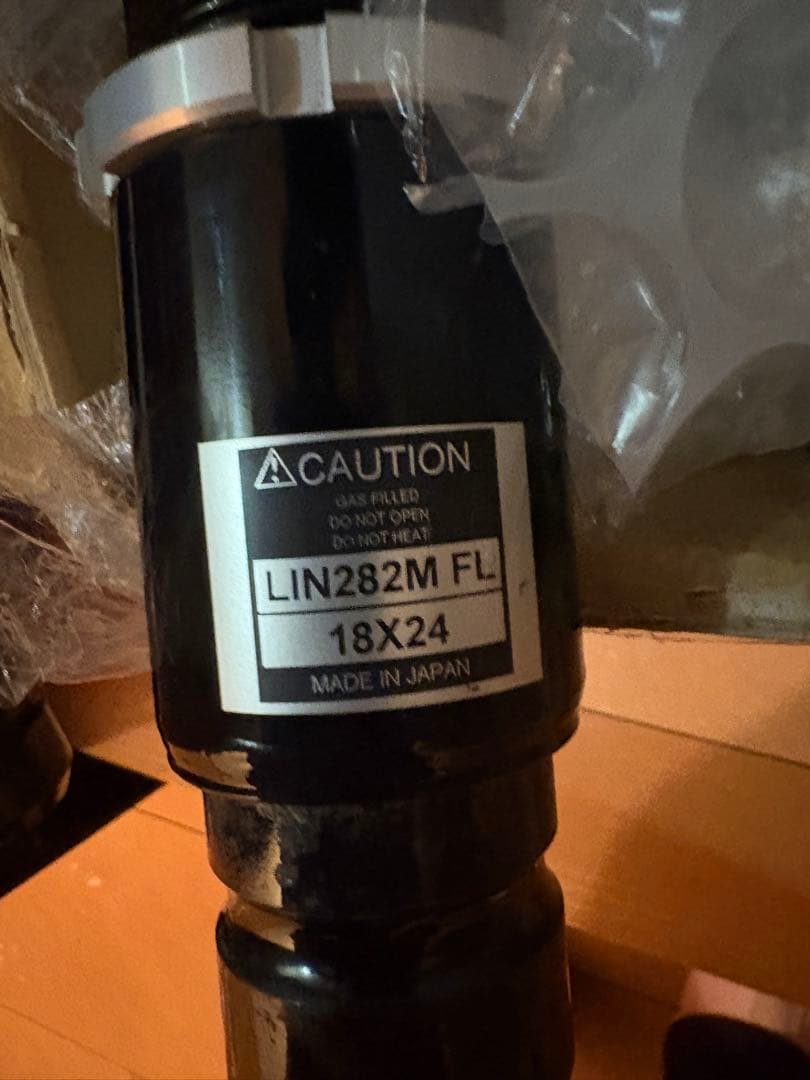 ⚠CAUTION
GAS FILLED
DO NOT OPEN
DO NOT HEAT
LIN282M FL
18X24
MADE IN JAPAN